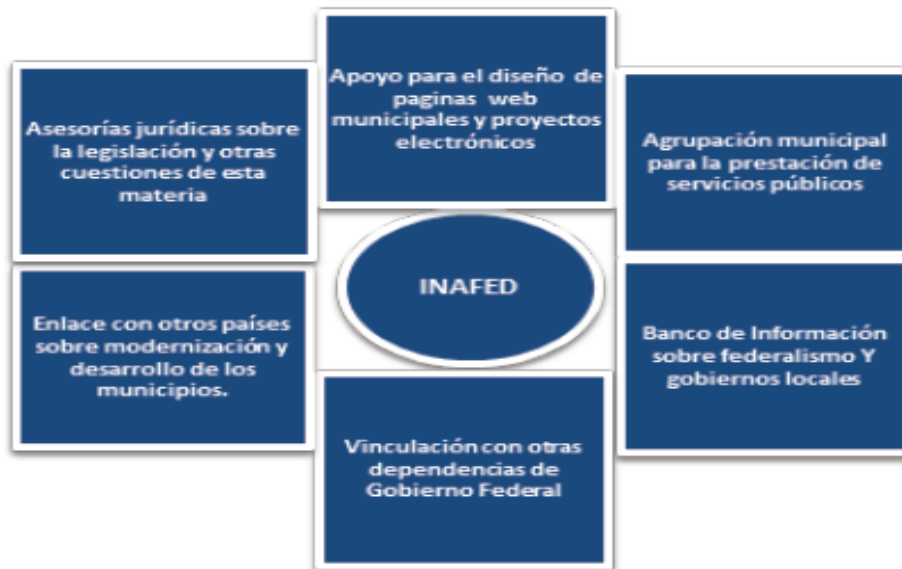 Apoyo para el diseño de
paginas web
municipales y proyectos
electrónicos
Asesorías jurídicas sobre
la legislación y otras
cuestiones de esta
materia
Agrupación municipal
para la prestación de
servicios públicos
INAFED
Enlace con otros países
sobre modernización y
desarrollo de los
municipios.
Banco de Información
sobre federalismo Y
gobiernos locales
Vinculación con otras
dependencias de
Gobierno Federal